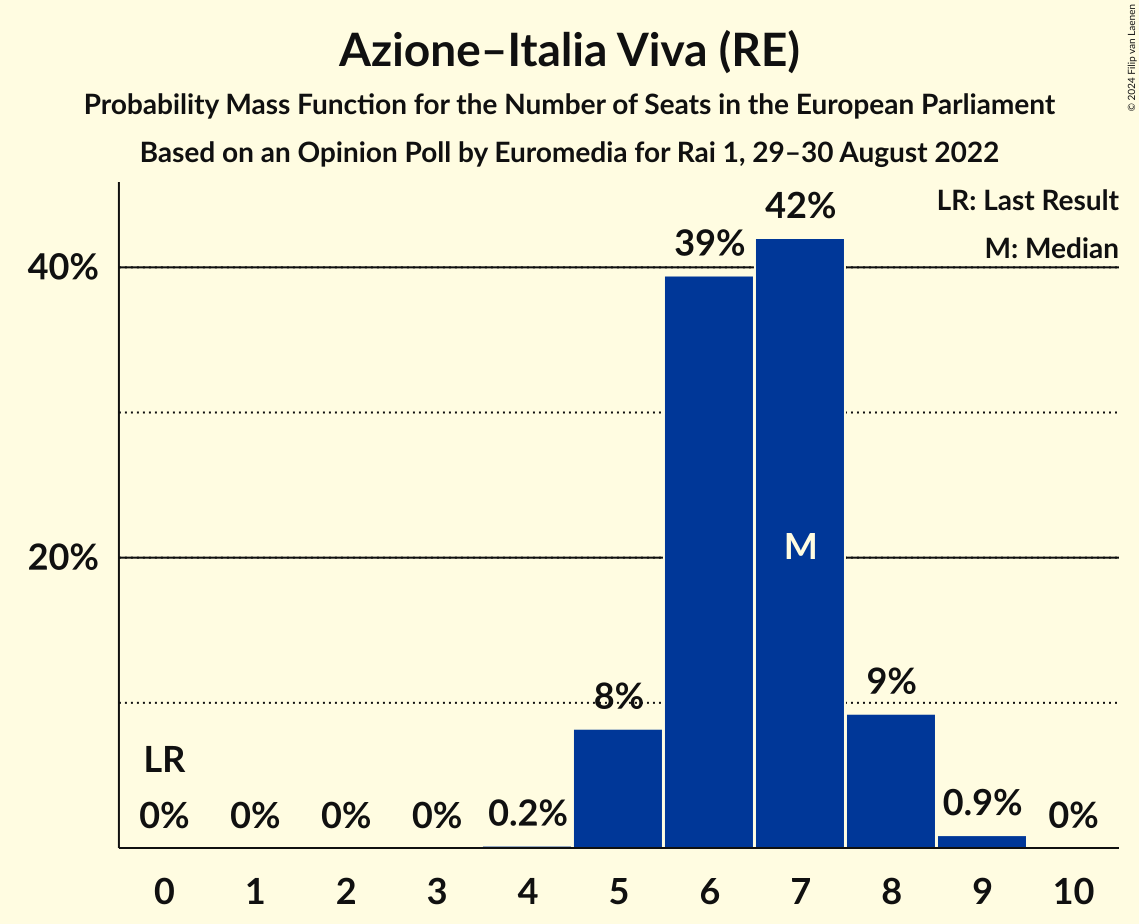 Azione–Italia Viva (RE)
Probability Mass Function for the Number of Seats in the European Parliament
Based on an Opinion Poll by Euromedia for Rai 1, 29–30 August 2022
© 2024 Filip van Laenen
LR: Last Result
M: Median
40%
20%
LR
0%
0%
0%
0%
0.2%
8%
39%
42%
M
9%
0.9%
0%
0 1 2 3 4 5 6 7 8 9 10